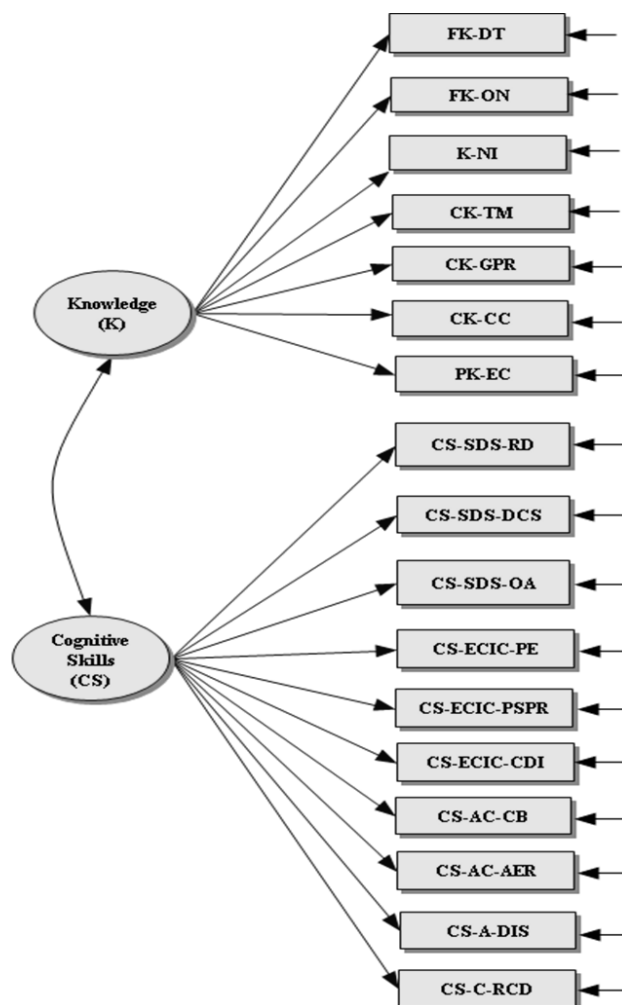 FK-DT
FK-ON
K-NI
CK-TM
CK-GPR
Knowledge
(K)
CK-CC
PK-EC
CS-SDS-RD
CS-SDS-DCS
CS-SDS-OA
Cognitive
Skills
(CS)
CS-ECIC-PE
CS-ECIC-PSPR
CS-ECIC-CDI
CS-AC-CB
CS-AC-AER
CS-A-DIS
CS-C-RCD